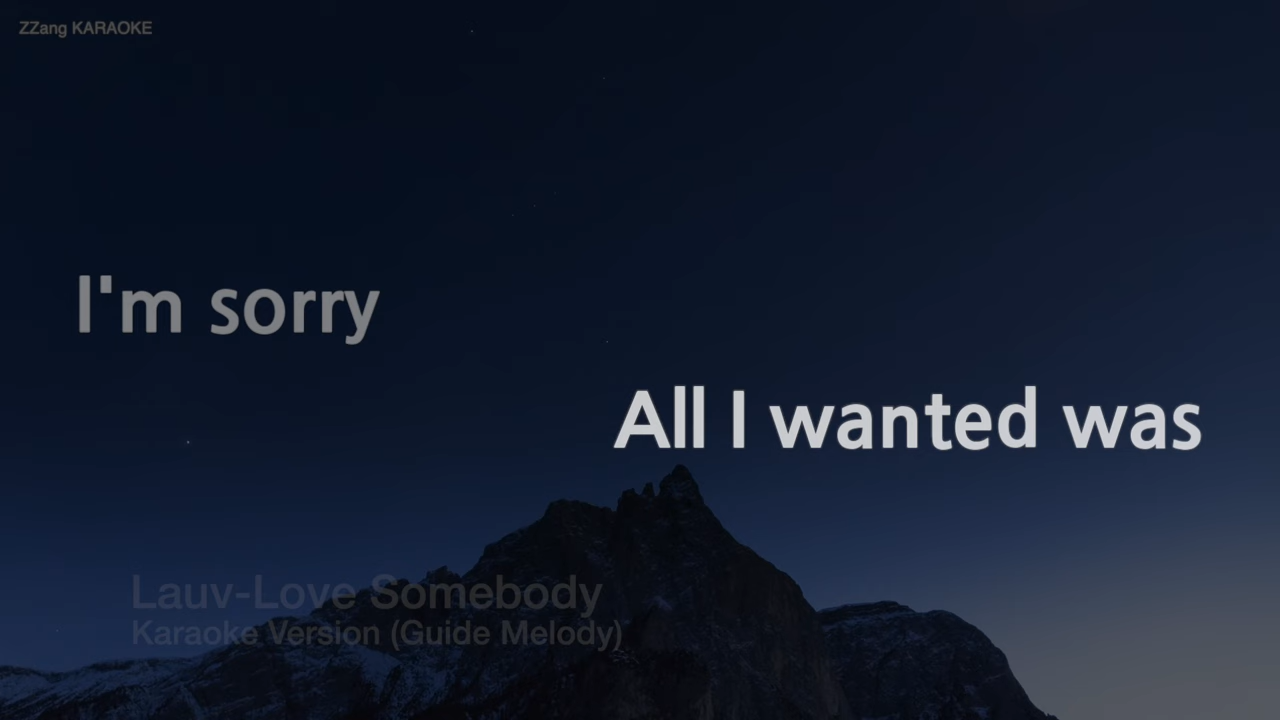 ZZang KARAOKE
I'm sorry
All I wanted was
Lauv-Love Somebody
Karaoke Version (Guide Melody)